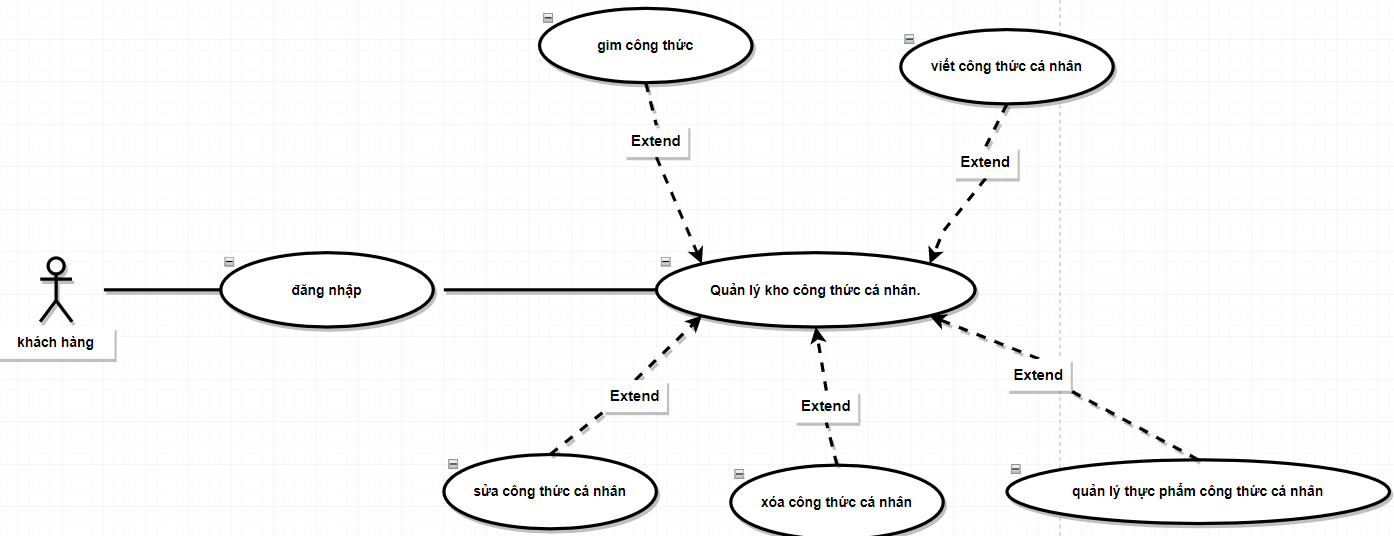 gim công thức
viết công thức cá nhân
Extend
Extend
đăng nhập
Quản lý kho công thức cá nhân.
khách hàng
Extend
Extend
Extend
sửa công thức cá nhân
xóa công thức cá nhân
quản lý thực phẩm công thức cá nhân